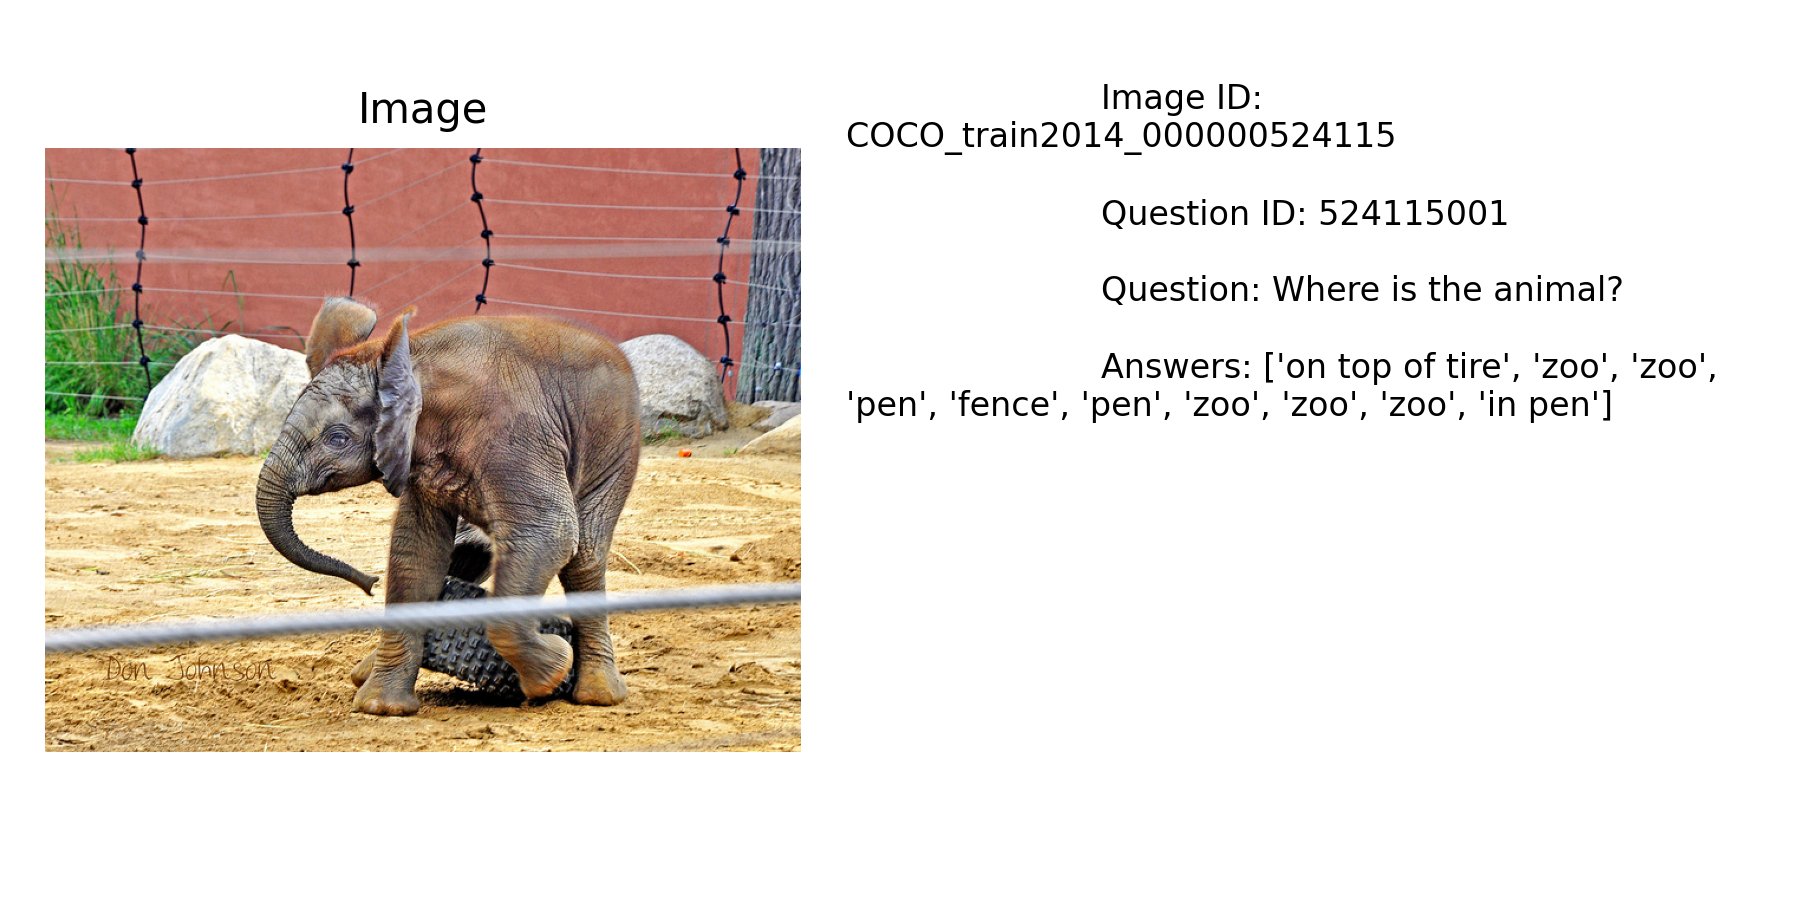 Image
Image ID:
COCO_train2014_000000524115
Question ID: 524115001
Question: Where is the animal?
Answers: ['on top of tire', 'zoo', 'zoo',
'pen', 'fence', 'pen', 'zoo', 'zoo', 'zoo', 'in pen']
Don Johnson